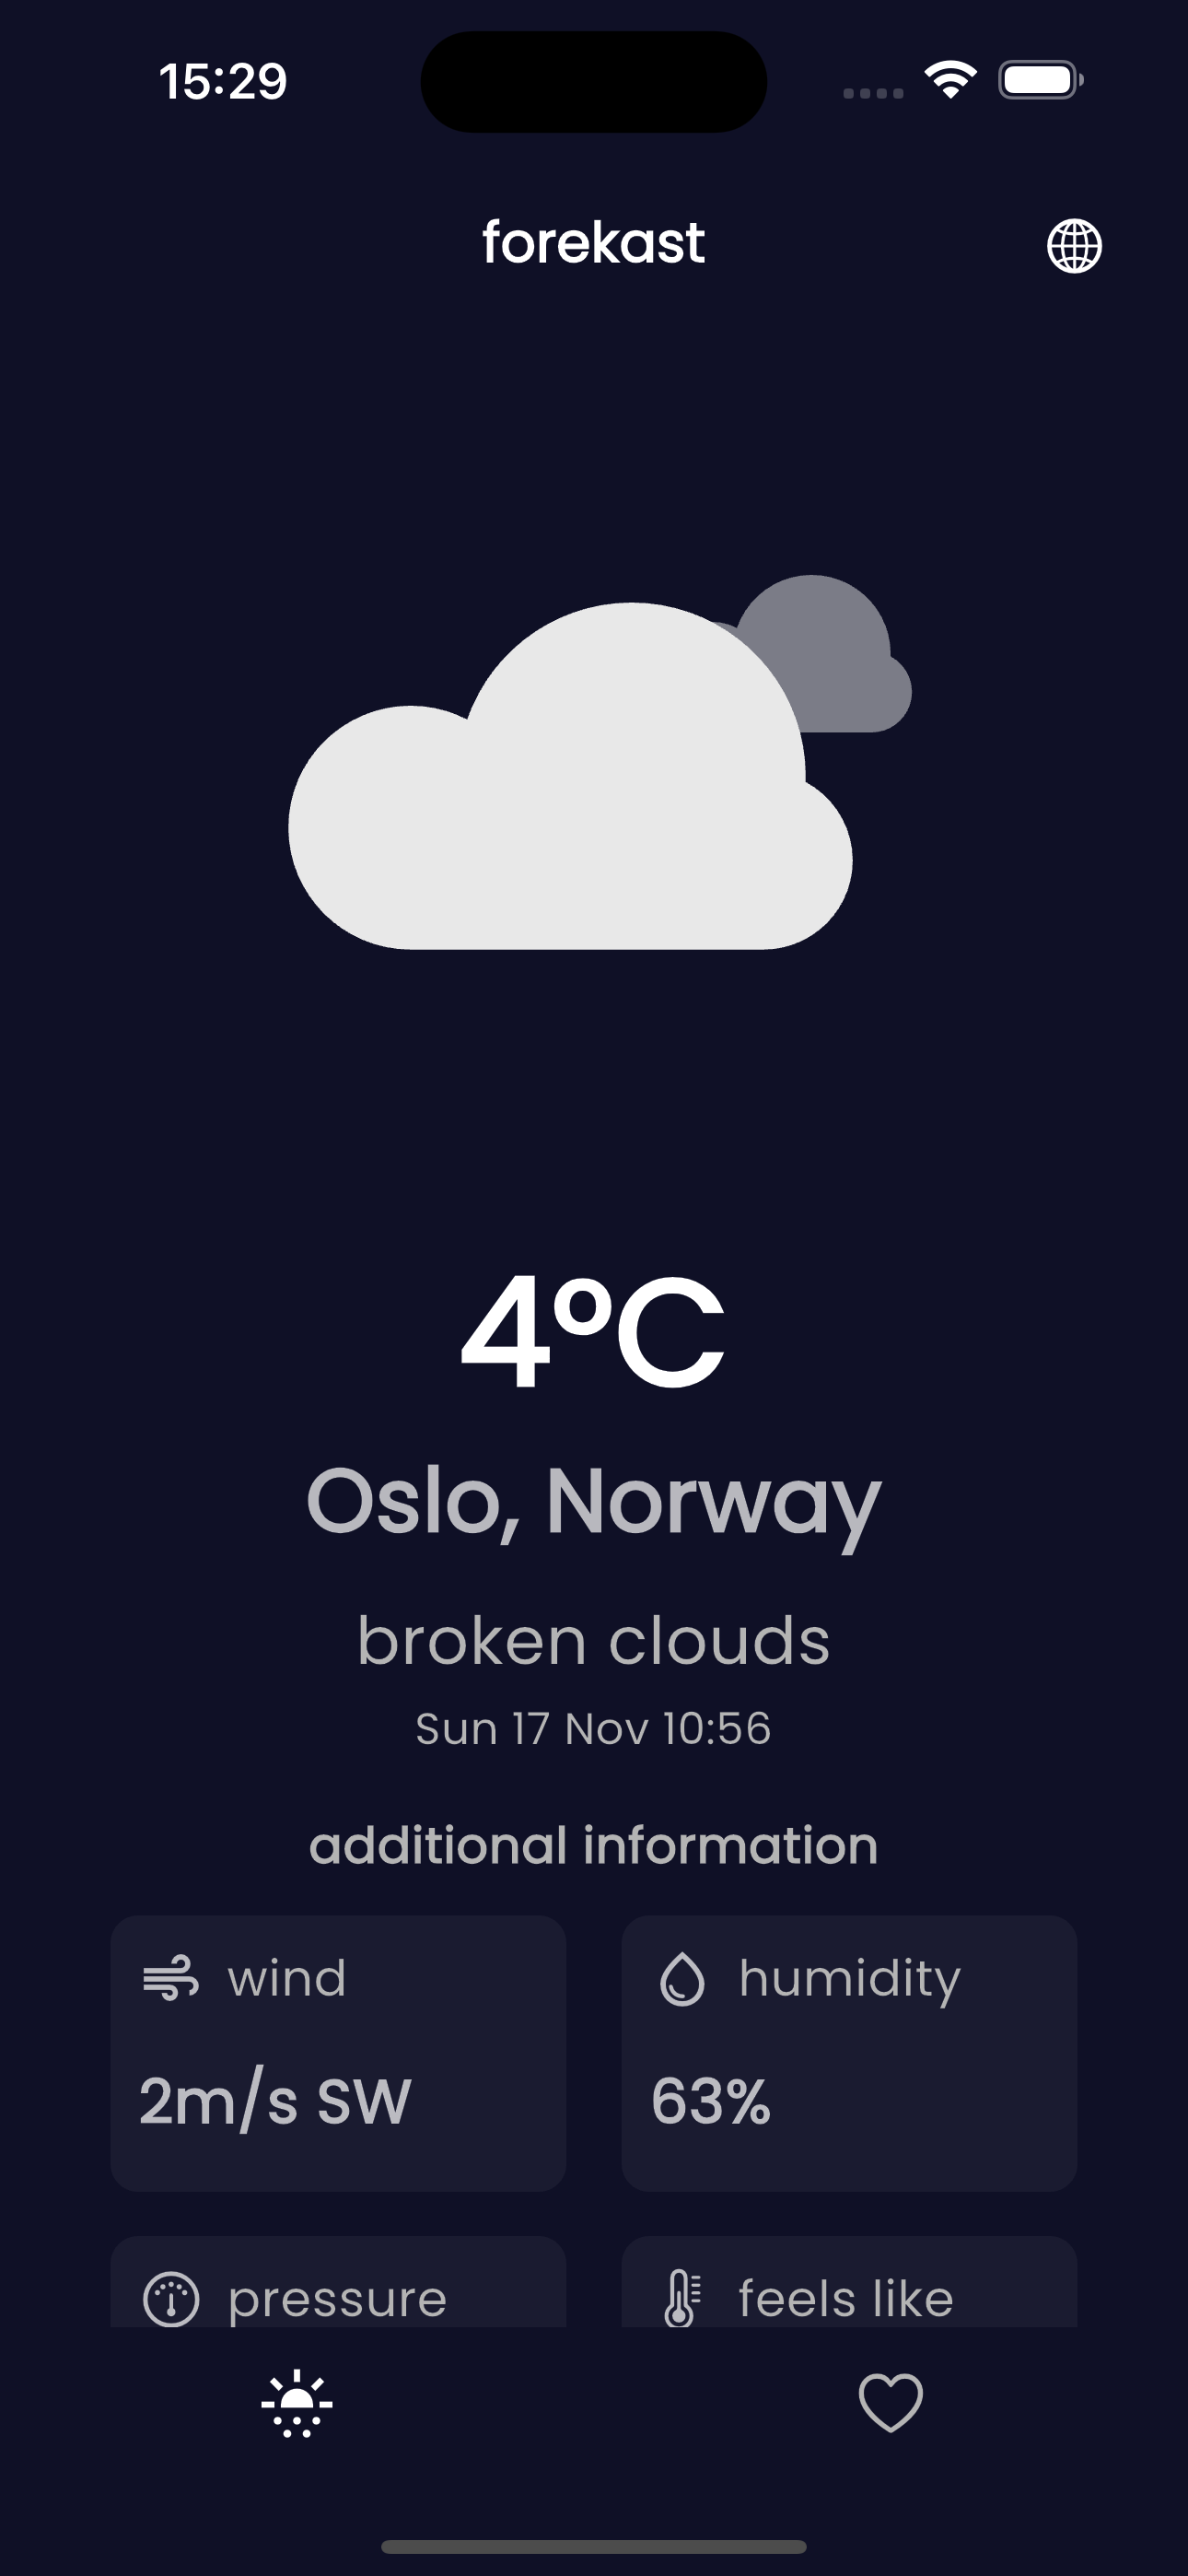 15:29
forekast
4°C
Oslo, Norway
broken clouds
Sun 17 Nov 10:56
additional information
wind
humidity
2m/s SW
63%
pressure
feels like